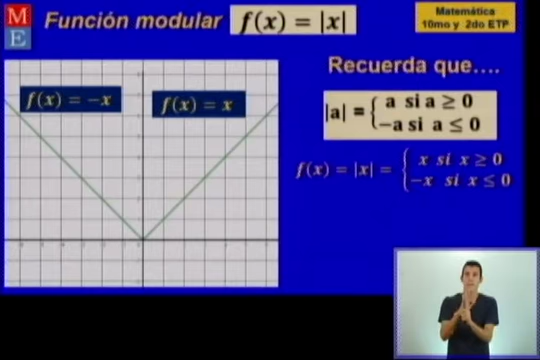 M
E
Función modular f(x) = |x|
Matemática
10mo y 2do ETP
f(x) = −x
f(x) = x
Recuerda que....
|a| = { a si a ≥ 0
−a si a ≤ 0
f(x) = |x| = { x si x ≥ 0
−x si x ≤ 0